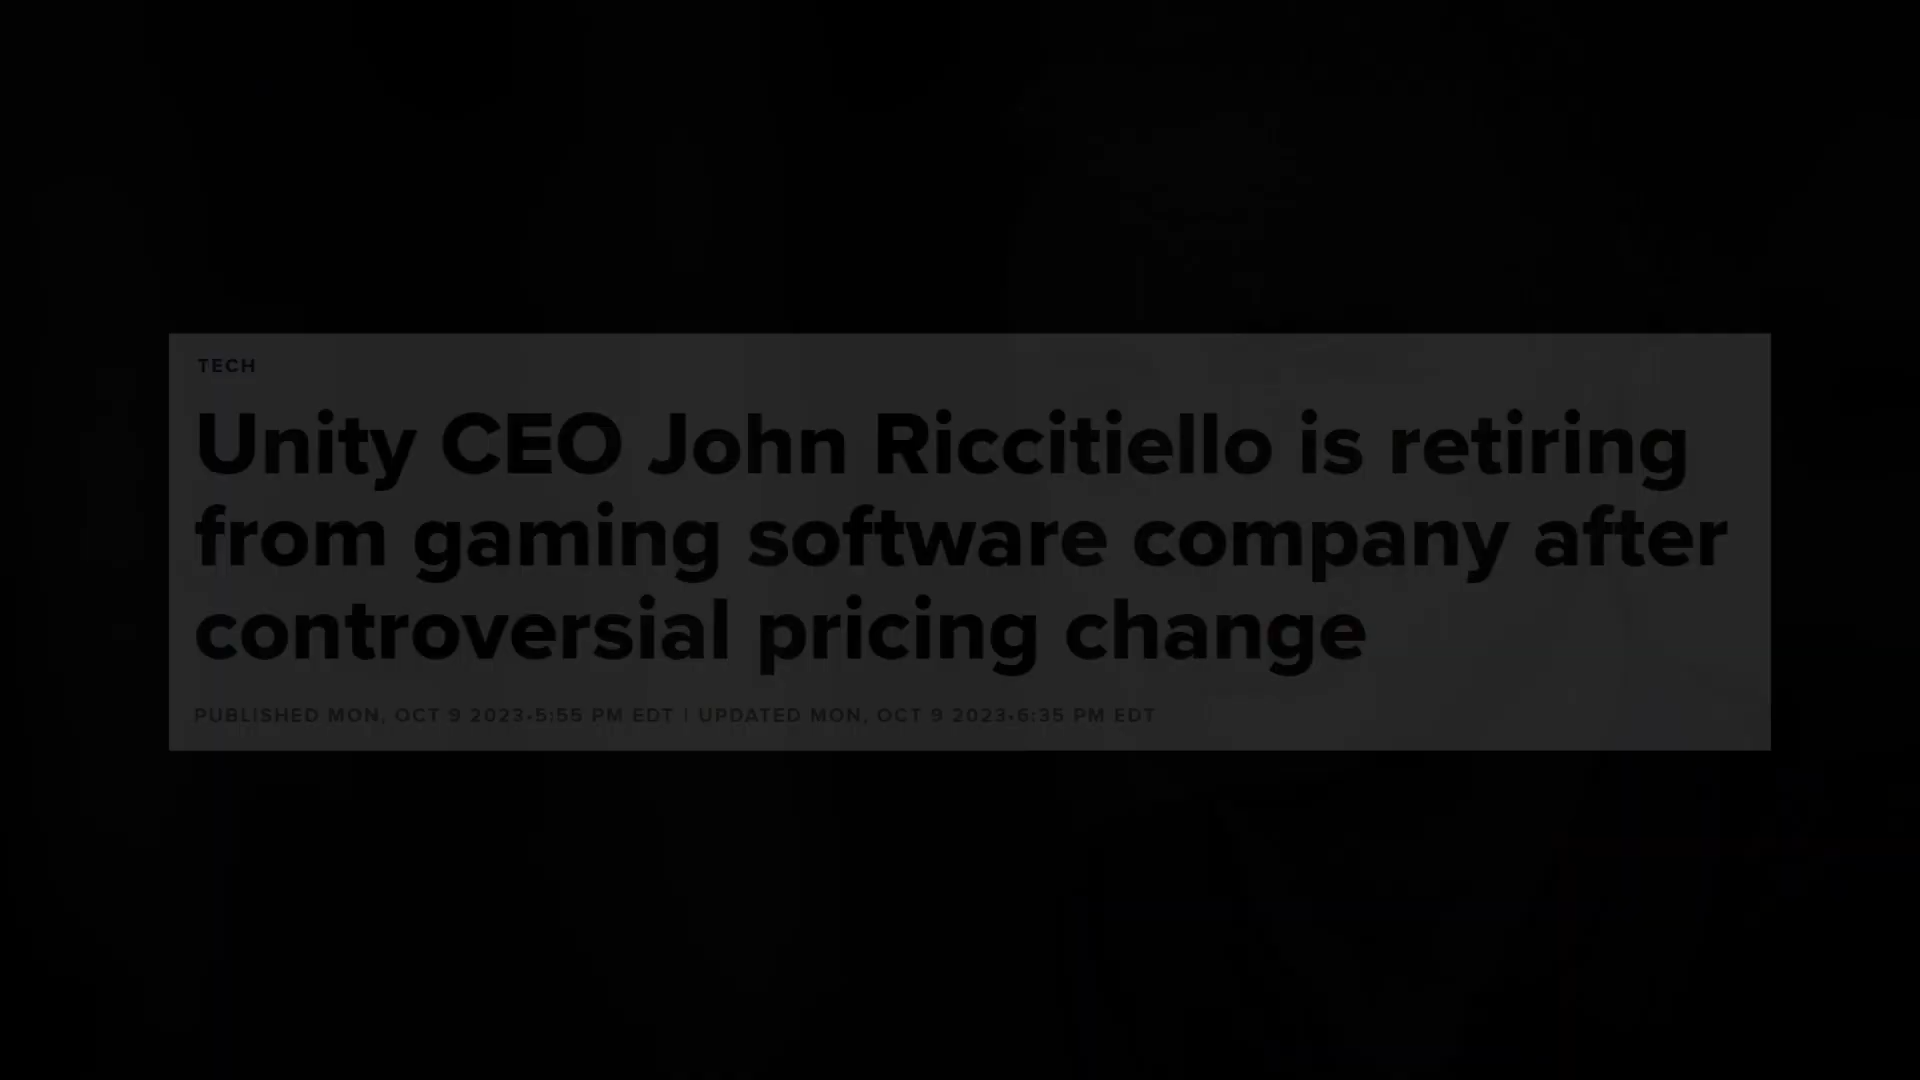 TECH
Unity CEO John Riccitiello is retiring
from gaming software company after
controversial pricing change
PUBLISHED MON, OCT 9 2023•5:55 PM EDT | UPDATED MON, OCT 9 2023•6:35 PM EDT